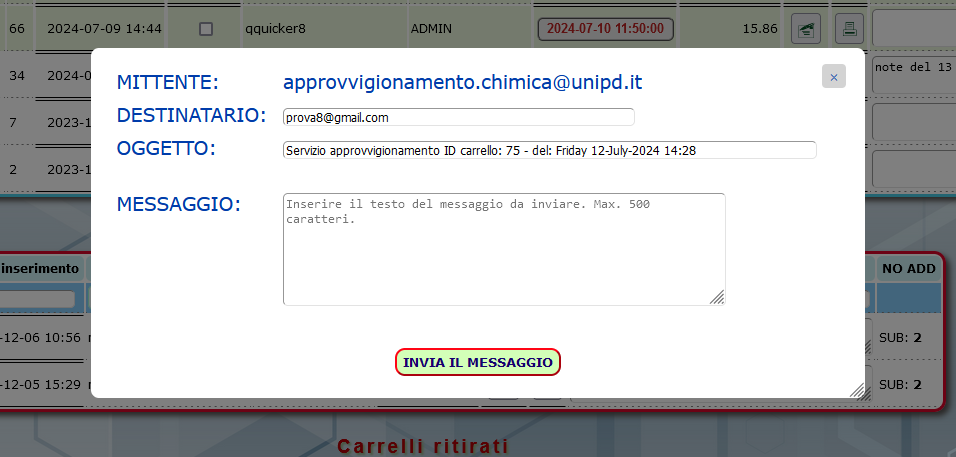 66 2024-07-09 14:44 qquicker8 ADMIN 2024-07-10 11:50:00 15.86
34 2024-0 note del 13
7 2023-1
2 2023-1
×
MITTENTE: approvvigionamento.chimica@unipd.it
DESTINATARIO: prova8@gmail.com
OGGETTO: Servizio approvvigionamento ID carrello: 75 - del: Friday 12-July-2024 14:28
MESSAGGIO: Inserire il testo del messaggio da inviare. Max. 500
caratteri.
INVIA IL MESSAGGIO
inserimento NO ADD
-12-06 10:56 SUB: 2
-12-05 15:29 SUB: 2
Carrelli ritirati